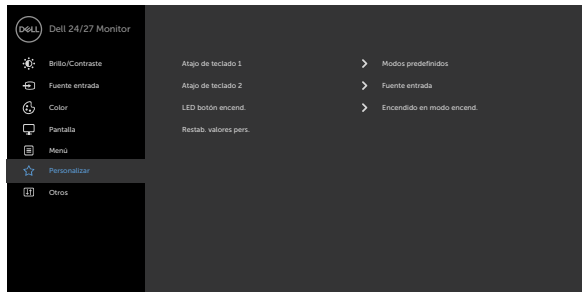 DELL Dell 24/27 Monitor
Brillo/Contraste
Fuente entrada
Color
Pantalla
Menú
Personalizar
Otros
Atajo de teclado 1 Modos predefinidos
Atajo de teclado 2 Fuente entrada
LED botón encend. Encendido en modo encend.
Restab. valores pers.